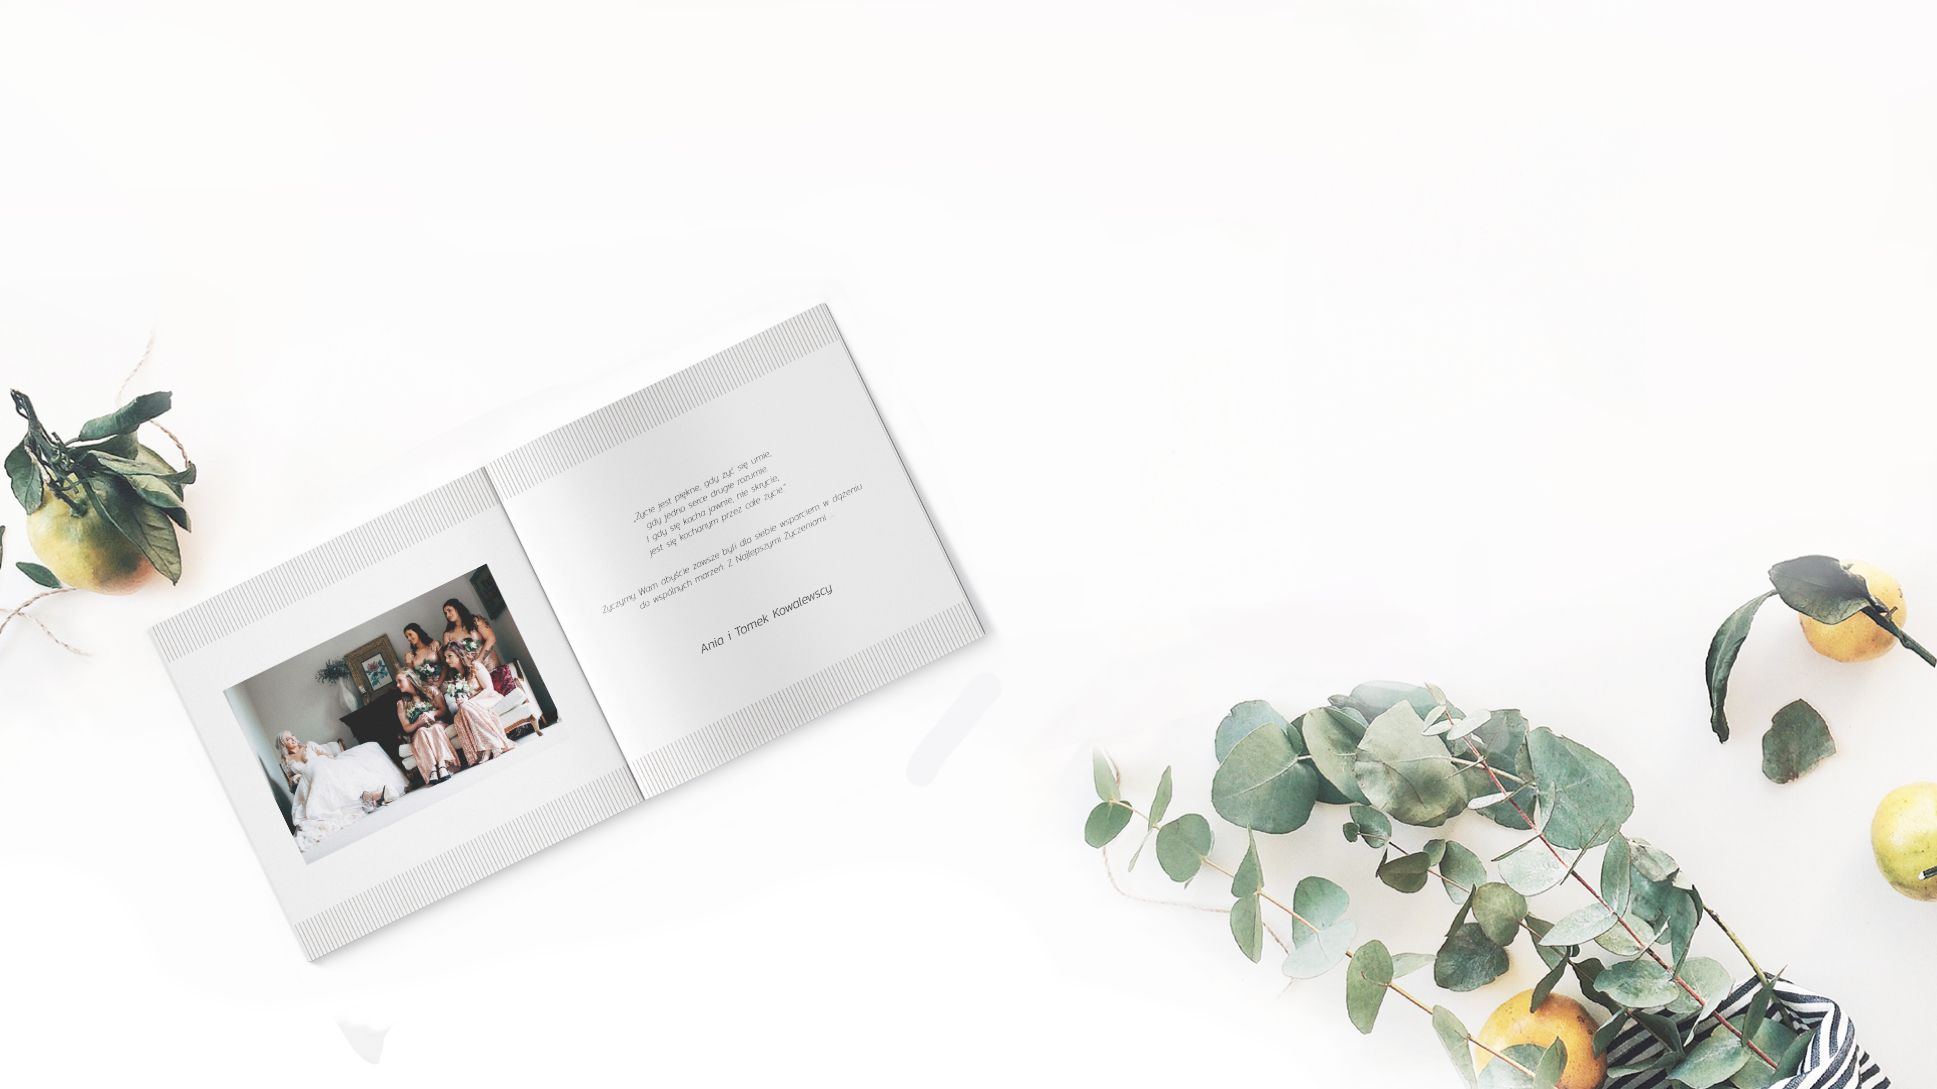 „Życie jest piękne, gdy żyć się umie,
gdy jedno serce drugie rozumie.
I gdy się kocha jawnie, nie skrycie,
jest się kochanym przez całe życie."
Życzymy Wam abyście zawsze byli dla siebie wsparciem w dążeniu
do wspólnych marzeń. Z Najlepszymi Życzeniami ...
Ania i Tomek Kowalewscy